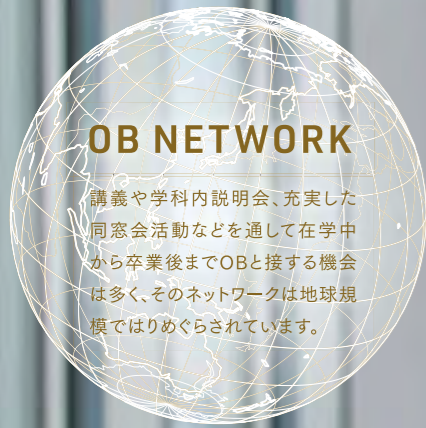 OB NETWORK
講義や学科内説明会、充実した
同窓会活動などを通して在学中
から卒業後までOBと接する機会
は多く、そのネットワークは地球規
模ではりめぐらされています。